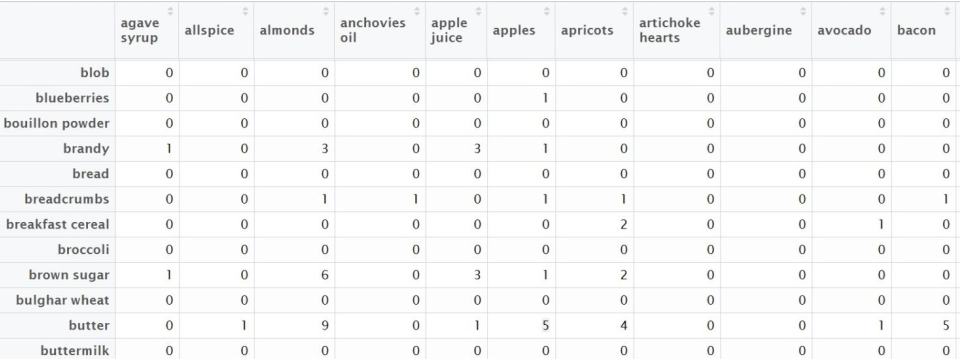 agave syrup allspice almonds anchovies oil apple juice apples apricots artichoke hearts aubergine avocado bacon
blob 0 0 0 0 0 0 0 0 0 0 0
blueberries 0 0 0 0 0 1 0 0 0 0 0
bouillon powder 0 0 0 0 0 0 0 0 0 0 0
brandy 1 0 3 0 3 1 0 0 0 0 0
bread 0 0 0 0 0 0 0 0 0 0 0
breadcrumbs 0 0 1 1 0 1 1 0 0 0 1
breakfast cereal 0 0 0 0 0 0 2 0 0 1 0
broccoli 0 0 0 0 0 0 0 0 0 0 0
brown sugar 1 0 6 0 3 1 2 0 0 0 0
bulghar wheat 0 0 0 0 0 0 0 0 0 0 0
butter 0 1 9 0 1 5 4 0 0 1 5
buttermilk 0 0 0 0 0 0 0 0 0 0 0